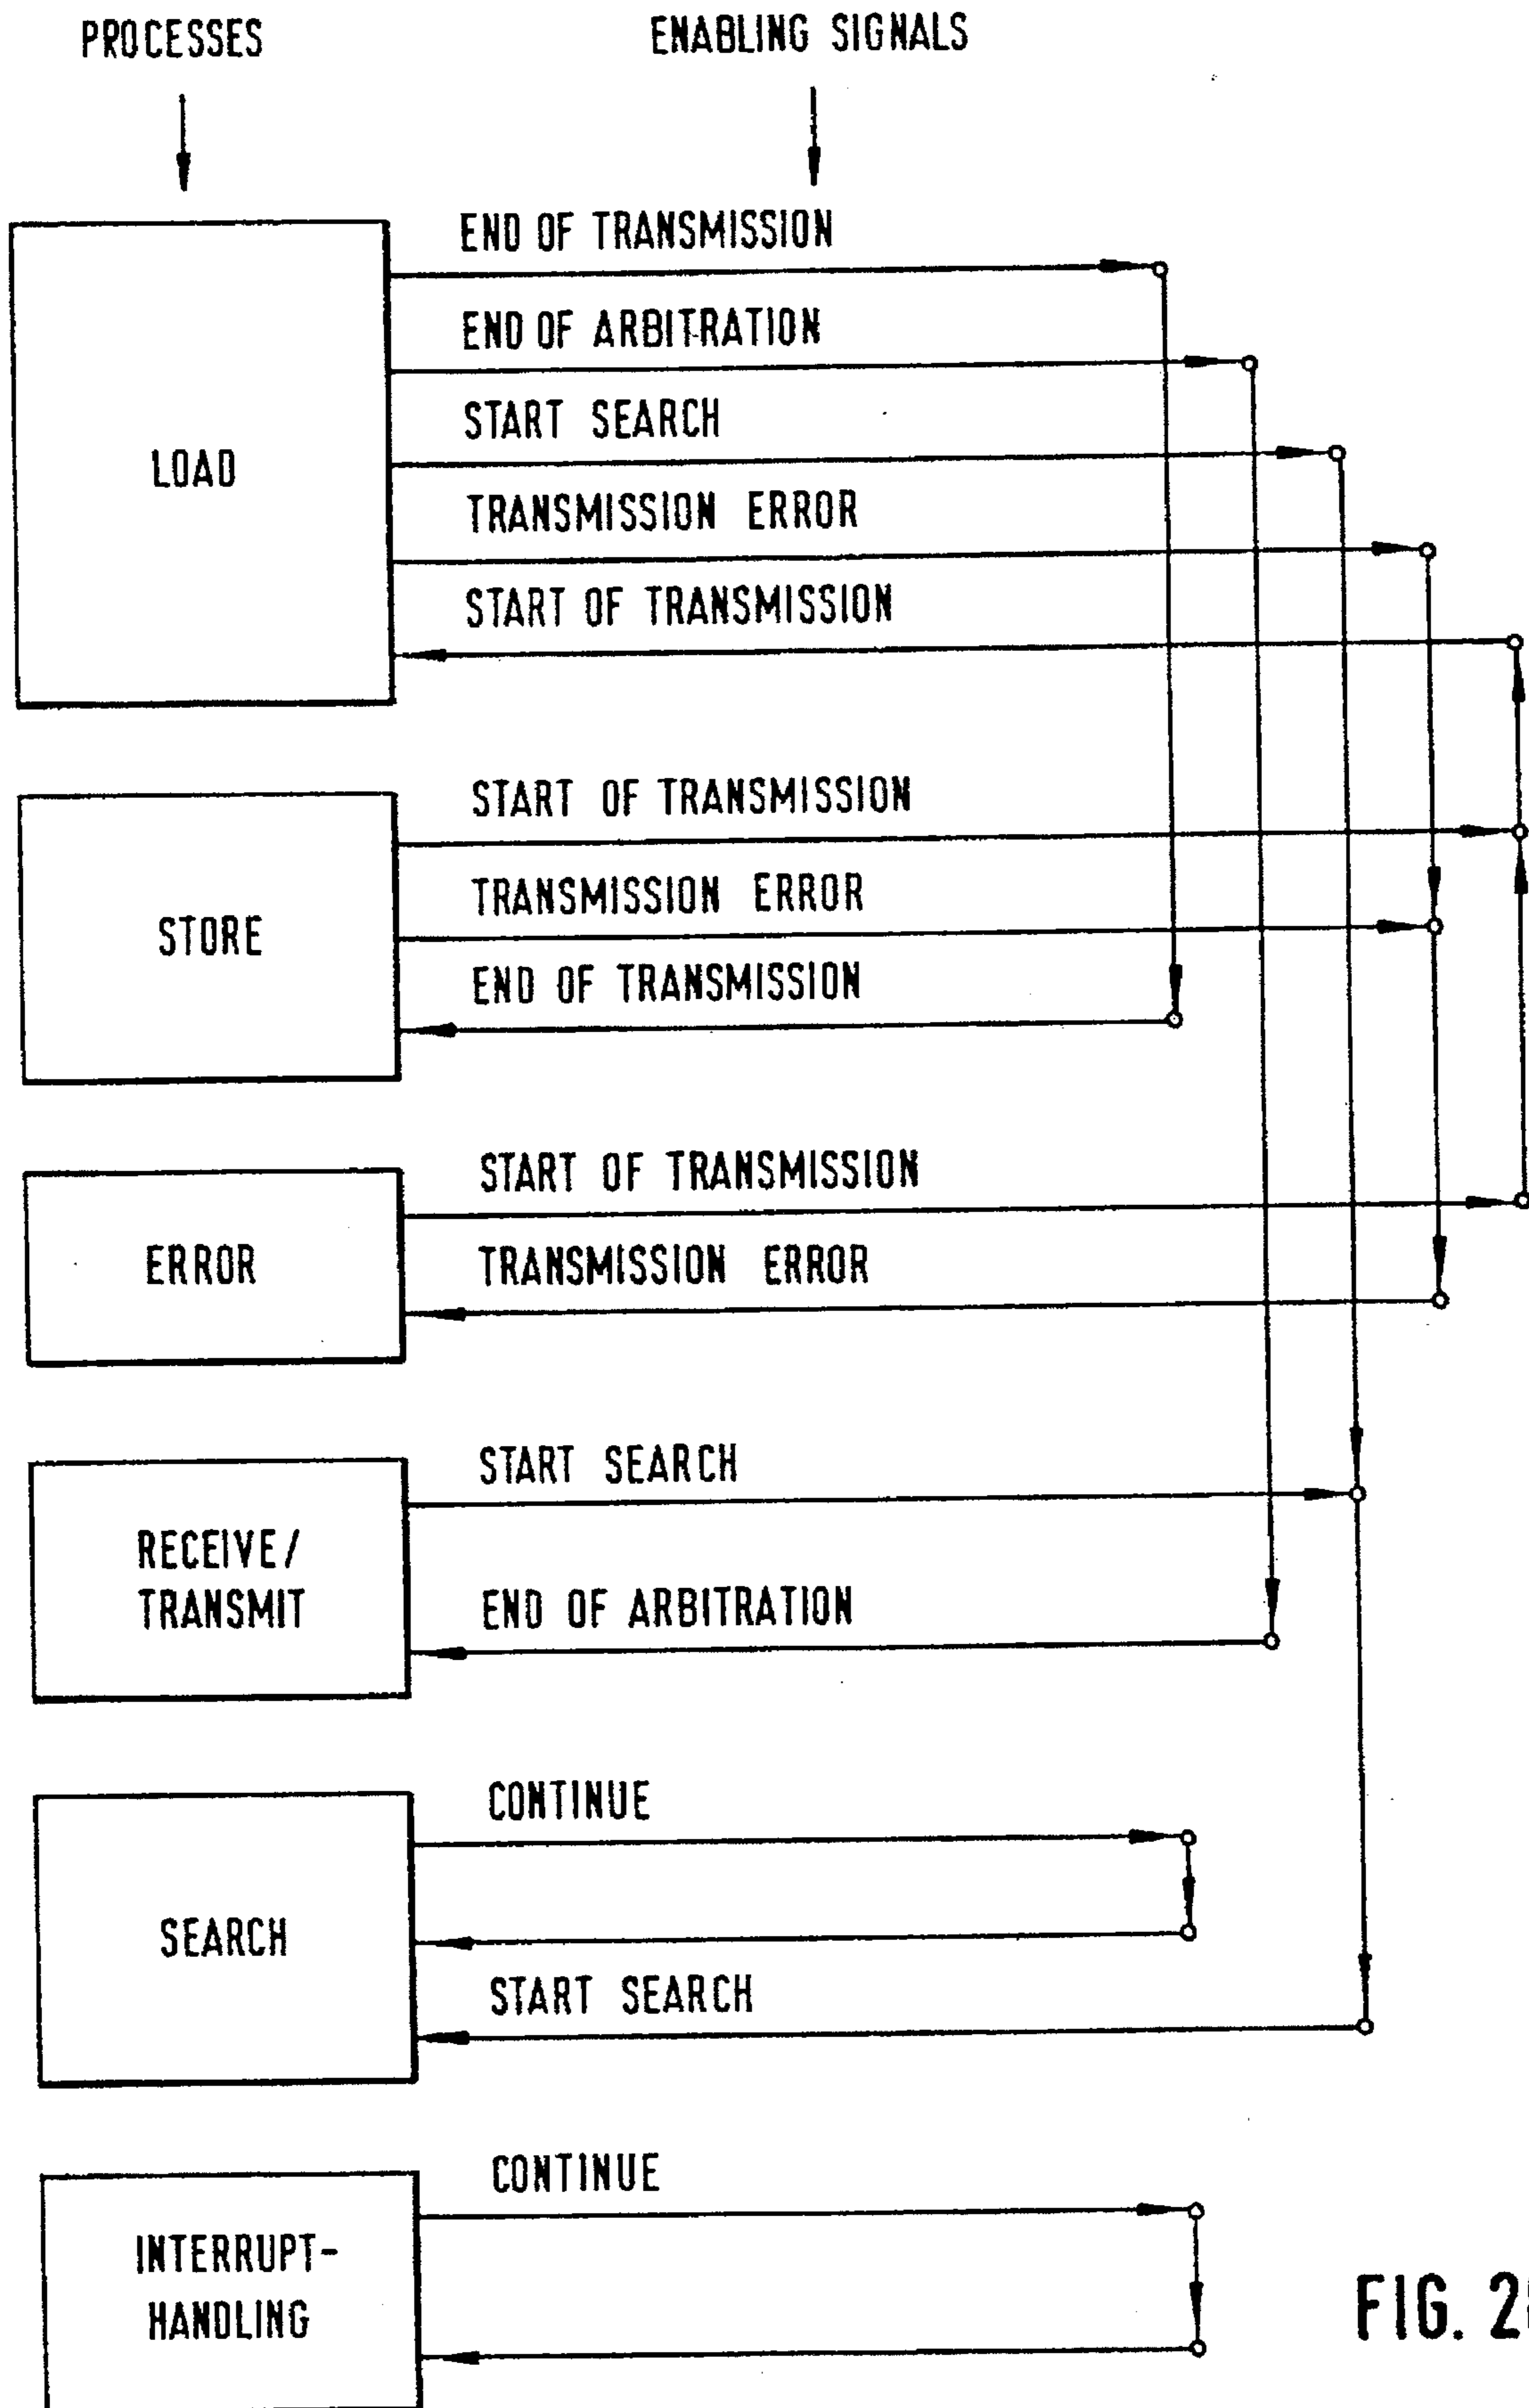 PROCESSES
ENABLING SIGNALS
END OF TRANSMISSION
END OF ARBITRATION
START SEARCH
LOAD
TRANSMISSION ERROR
START OF TRANSMISSION
START OF TRANSMISSION
TRANSMISSION ERROR
STORE
END OF TRANSMISSION
START OF TRANSMISSION
ERROR
TRANSMISSION ERROR
START SEARCH
RECEIVE/
TRANSMIT
END OF ARBITRATION
CONTINUE
SEARCH
START SEARCH
CONTINUE
INTERRUPT-
HANDLING
FIG.